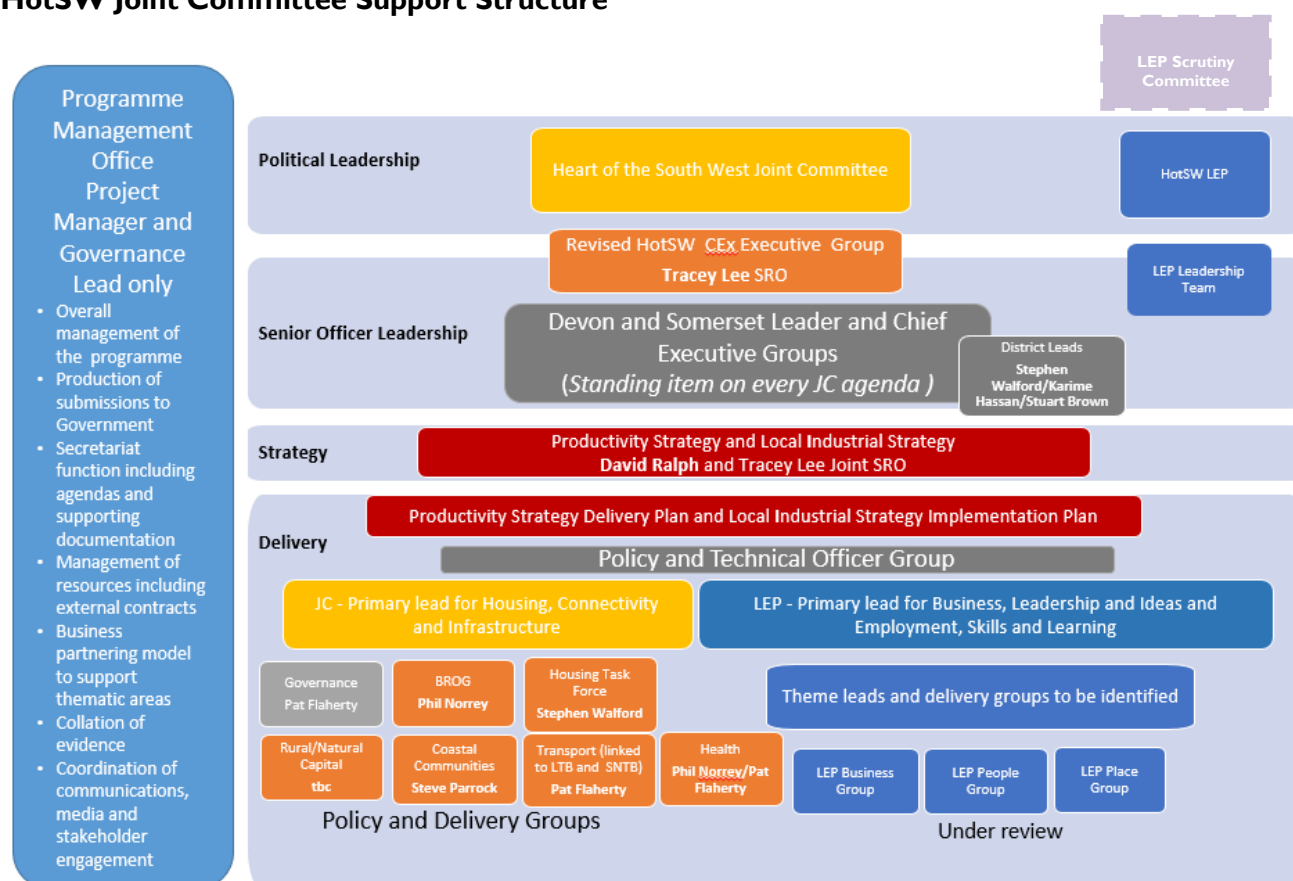 HotSW Joint Committee Support Structure
LEP Scrutiny
Committee
Programme
Management
Office
Project
Manager and
Governance
Lead only
• Overall
management of
the programme
• Production of
submissions to
Government
• Secretariat
function including
agendas and
supporting
documentation
• Management of
resources including
external contracts
• Business
partnering model
to support
thematic areas
• Collation of
evidence
• Coordination of
communications,
media and
stakeholder
engagement
Political Leadership
Heart of the South West Joint Committee
HotSW LEP
Revised HotSW CEx Executive Group
Tracey Lee SRO
LEP Leadership
Team
Senior Officer Leadership
Devon and Somerset Leader and Chief
Executive Groups
(Standing item on every JC agenda )
District Leads
Stephen
Walford/Karime
Hassan/Stuart Brown
Strategy
Productivity Strategy and Local Industrial Strategy
David Ralph and Tracey Lee Joint SRO
Delivery
Productivity Strategy Delivery Plan and Local Industrial Strategy Implementation Plan
Policy and Technical Officer Group
JC - Primary lead for Housing, Connectivity
and Infrastructure
LEP - Primary lead for Business, Leadership and Ideas and
Employment, Skills and Learning
Governance
Pat Flaherty
BROG
Phil Norrey
Housing Task
Force
Stephen Walford
Theme leads and delivery groups to be identified
Rural/Natural
Capital
tbc
Coastal
Communities
Steve Parrock
Transport (linked
to LTB and SNTB)
Pat Flaherty
Health
Phil Norrey/Pat
Flaherty
LEP Business
Group
LEP People
Group
LEP Place
Group
Policy and Delivery Groups
Under review